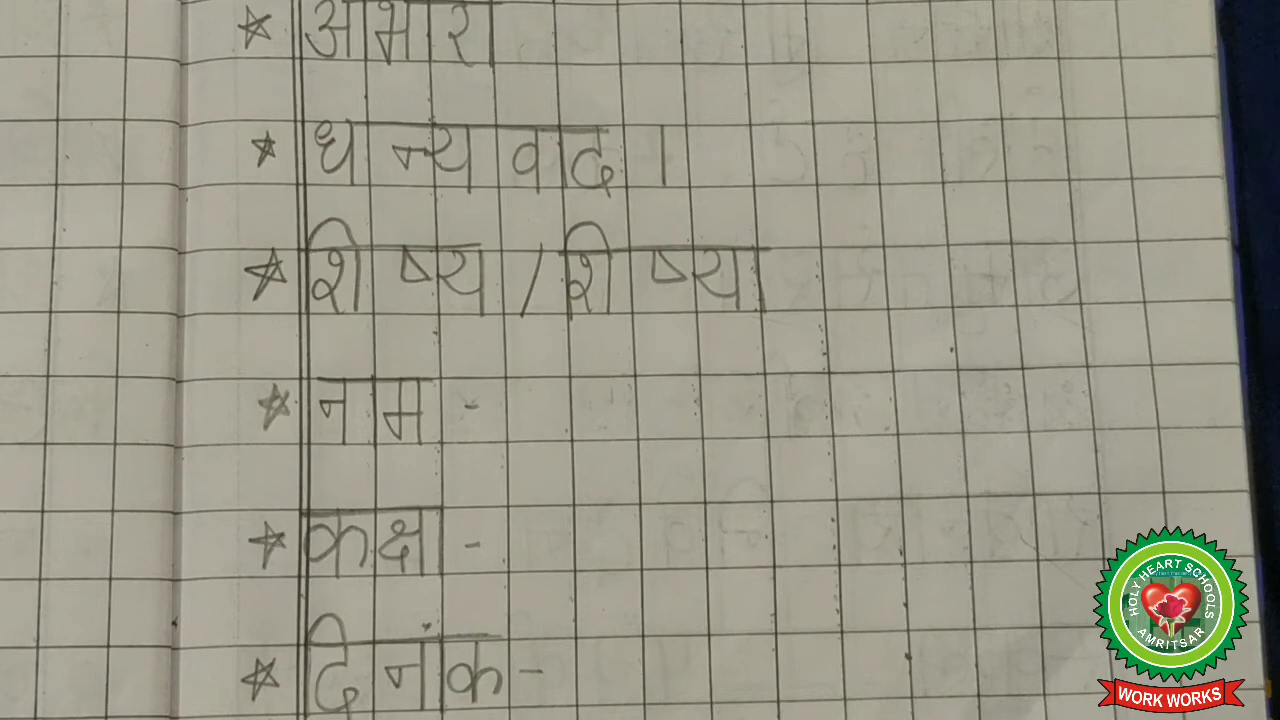 ☆ आभार
☆ धन्यवाद।
☆ शिष्य / शिष्या
☆ नाम -
☆ कक्षा -
☆ दिनांक -
HOLY HEART SCHOOLS
AMRITSAR
WORK WORKS